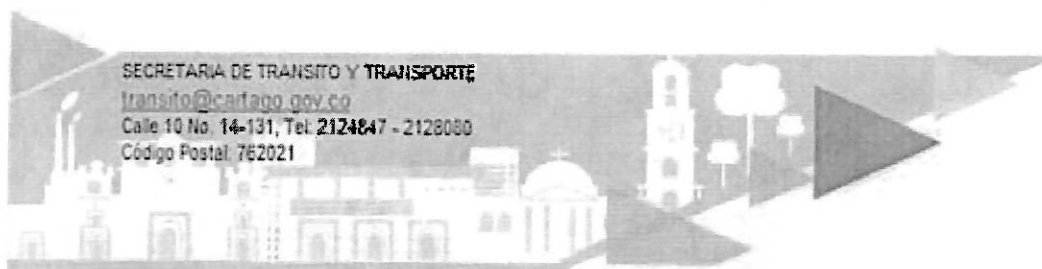 SECRETARIA DE TRANSITO Y TRANSPORTE
transito@cartago.gov.co
Calle 10 No. 14-131, Tel: 2124847 - 2128080
Código Postal: 762021